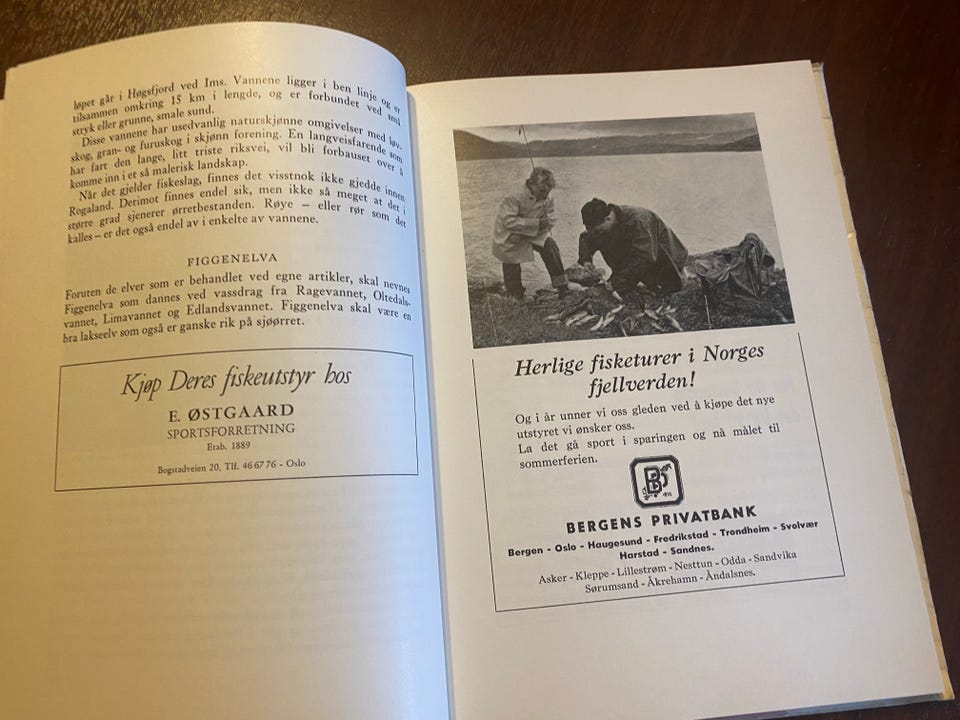 løpet går i Høgsfjord ved Ims. Vannene ligger i ben linje og er
tilsammen omkring 15 km i lengde, og er forbundet ved små
stryk eller grunne, smale sund.
Disse vannene har usedvanlig naturskjønne omgivelser med løv-
skog, gran- og furuskog i skjønn forening. En langveisfarende som
har fart den lange, litt triste riksvei, vil bli forbauset over å
komme inn i et så malerisk landskap.
Når det gjelder fiskeslag, finnes det visstnok ikke gjedde innen
Rogaland. Derimot finnes endel sik, men ikke så meget at det i
større grad sjenerer ørretbestanden. Røye – eller rør som det
kalles – er det også endel av i enkelte av vannene.
FIGGENELVA
Foruten de elver som er behandlet ved egne artikler, skal nevnes
Figgenelva som dannes ved vassdrag fra Ragevannet, Oltedals-
vannet, Limavannet og Edlandsvannet. Figgenelva skal være en
bra lakseelv som også er ganske rik på sjøørret.
Kjøp Deres fiskeutstyr hos
E. ØSTGAARD
SPORTSFORRETNING
Etab. 1889
Bogstadveien 20, Tlf. 46 67 76 - Oslo
Herlige fisketurer i Norges
fjellverden!
Og i år unner vi oss gleden ved å kjøpe det nye
utstyret vi ønsker oss.
La det gå sport i sparingen og nå målet til
sommerferien.
BERGENS PRIVATBANK
Bergen - Oslo - Haugesund - Fredrikstad - Trondheim - Svolvær
Harstad - Sandnes.
Asker - Kleppe - Lillestrøm - Nesttun - Odda - Sandvika
Sørumsand - Åkrehamn - Åndalsnes.